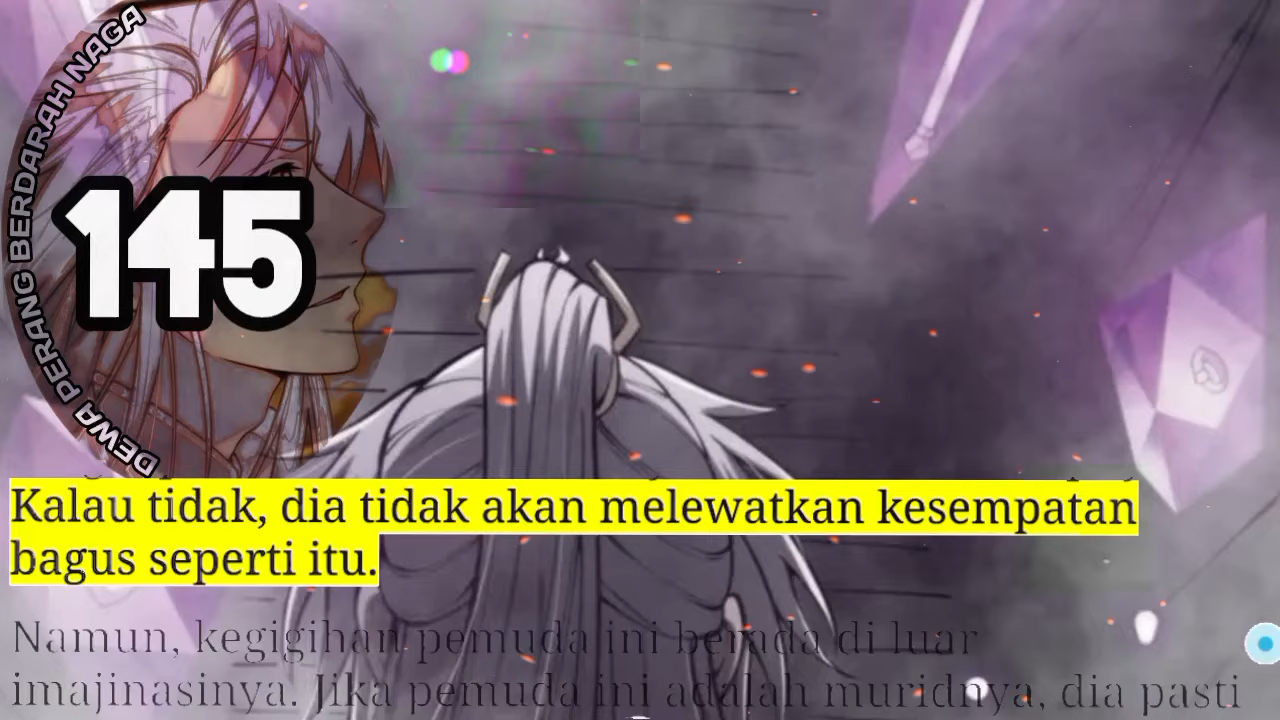 DEWA PERANG BERDARAH NAGA
145
Kalau tidak, dia tidak akan melewatkan kesempatan
bagus seperti itu.
Namun, kegigihan pemuda ini berada di luar
imajinasinya. Jika pemuda ini adalah muridnya, dia pasti